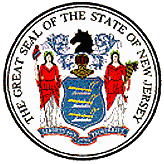 THE GREAT SEAL OF THE STATE OF NEW JERSEY